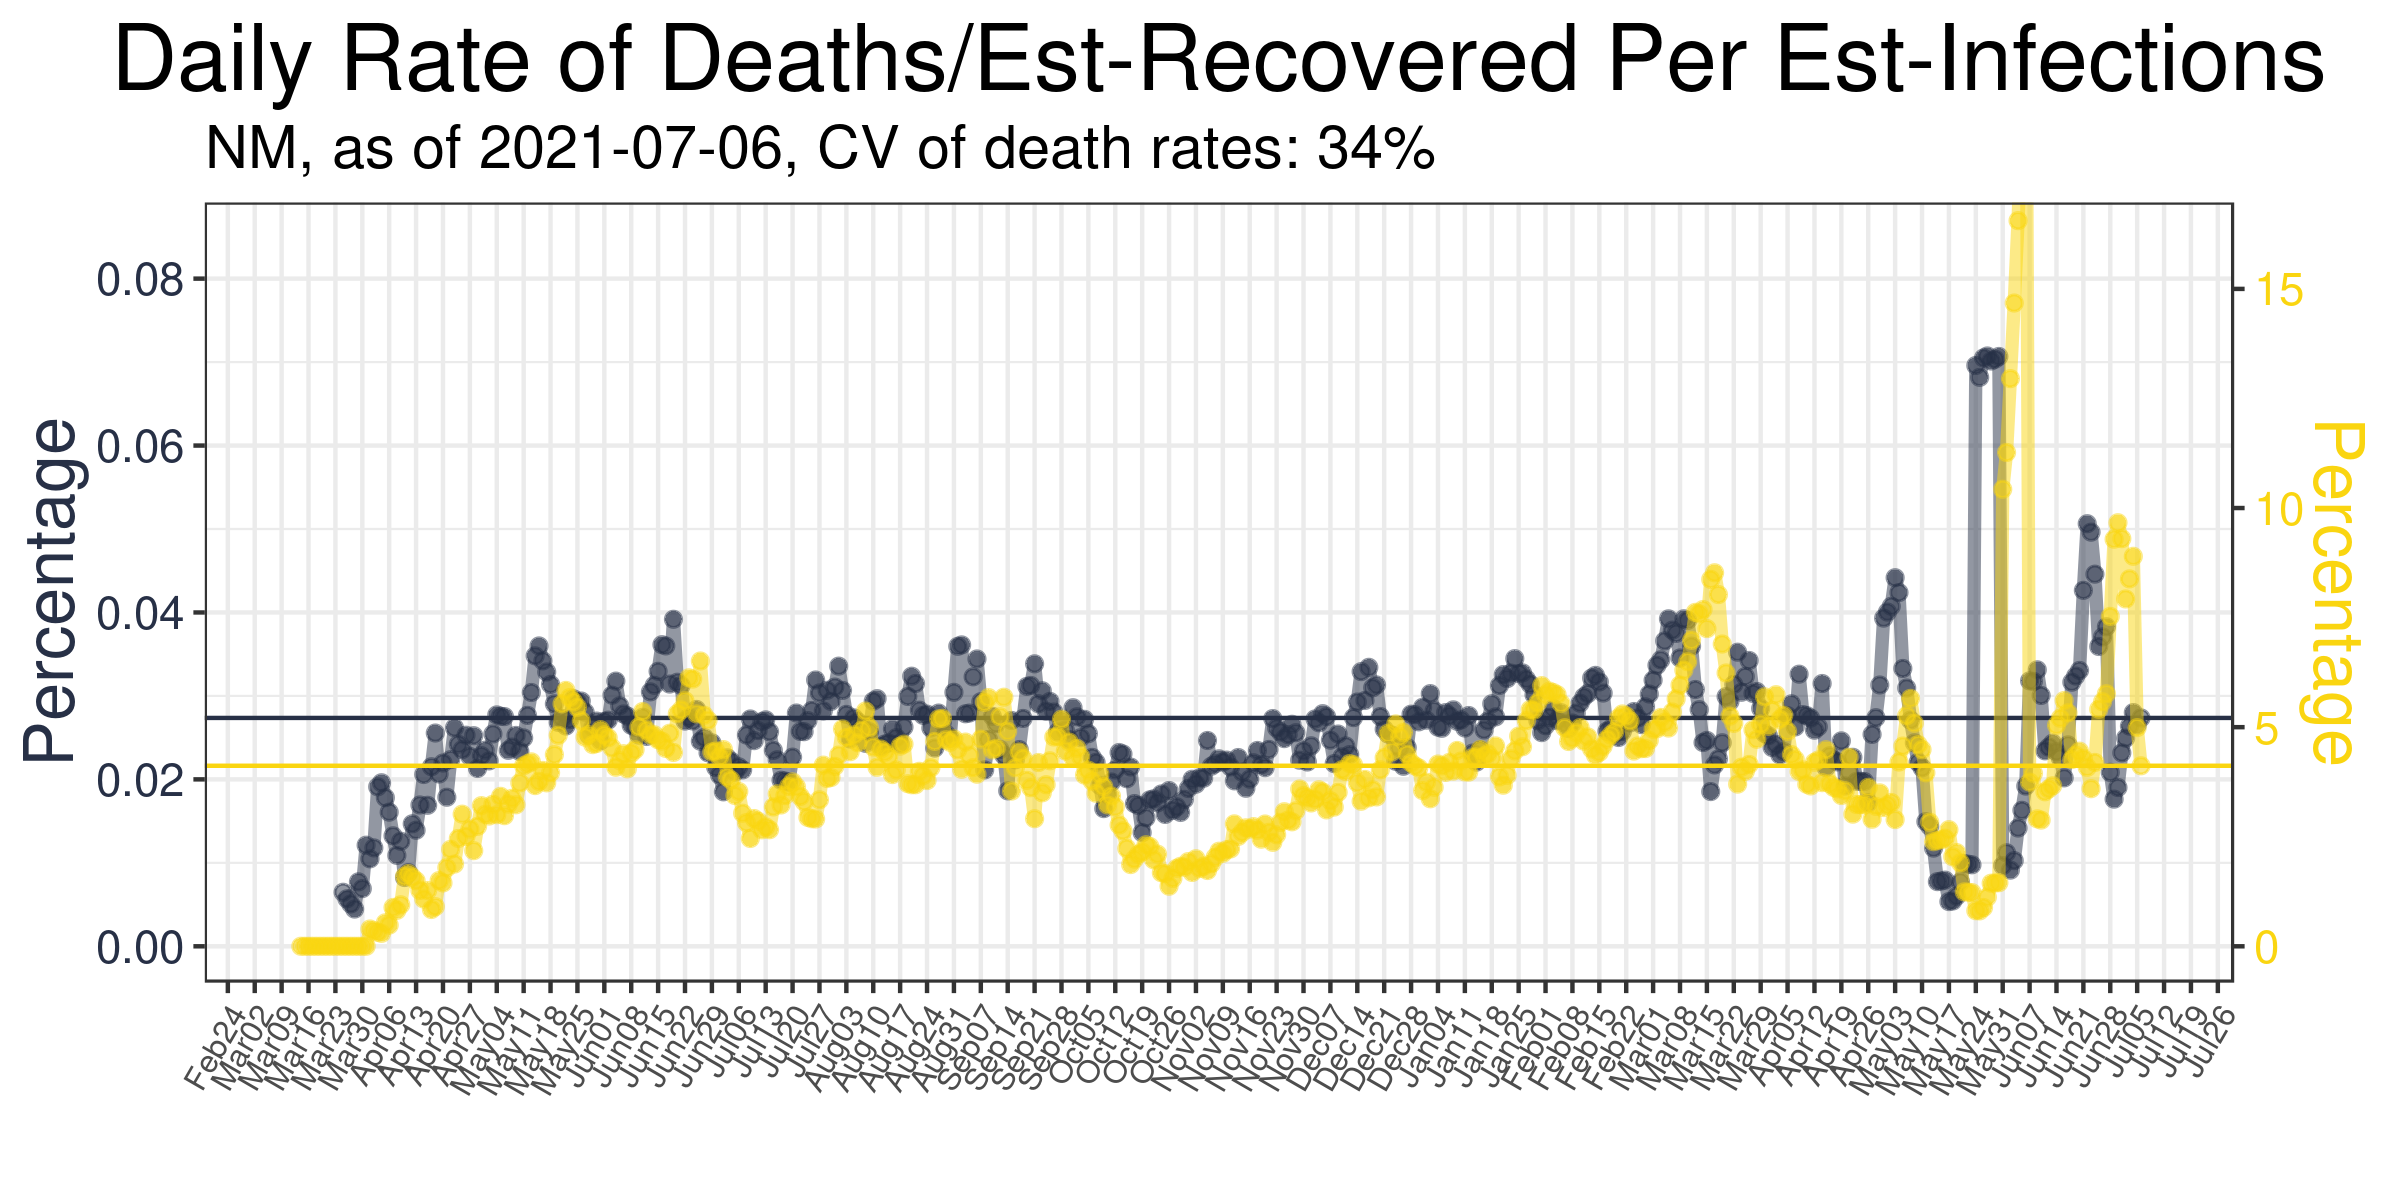 Daily Rate of Deaths/Est-Recovered Per Est-Infections
NM, as of 2021-07-06, CV of death rates: 34%
Percentage
0.08
0.06
0.04
0.02
0.00
15
10
5
0
Percentage
Feb24
Mar02
Mar09
Mar16
Mar23
Mar30
Apr06
Apr13
Apr20
Apr27
May04
May11
May18
May25
Jun01
Jun08
Jun15
Jun22
Jun29
Jul06
Jul13
Jul20
Jul27
Aug03
Aug10
Aug17
Aug24
Aug31
Sep07
Sep14
Sep21
Sep28
Oct05
Oct12
Oct19
Oct26
Nov02
Nov09
Nov16
Nov23
Nov30
Dec07
Dec14
Dec21
Dec28
Jan04
Jan11
Jan18
Jan25
Feb01
Feb08
Feb15
Feb22
Mar01
Mar08
Mar15
Mar22
Mar29
Apr05
Apr12
Apr19
Apr26
May03
May10
May17
May24
May31
Jun07
Jun14
Jun21
Jun28
Jul05
Jul12
Jul19
Jul26